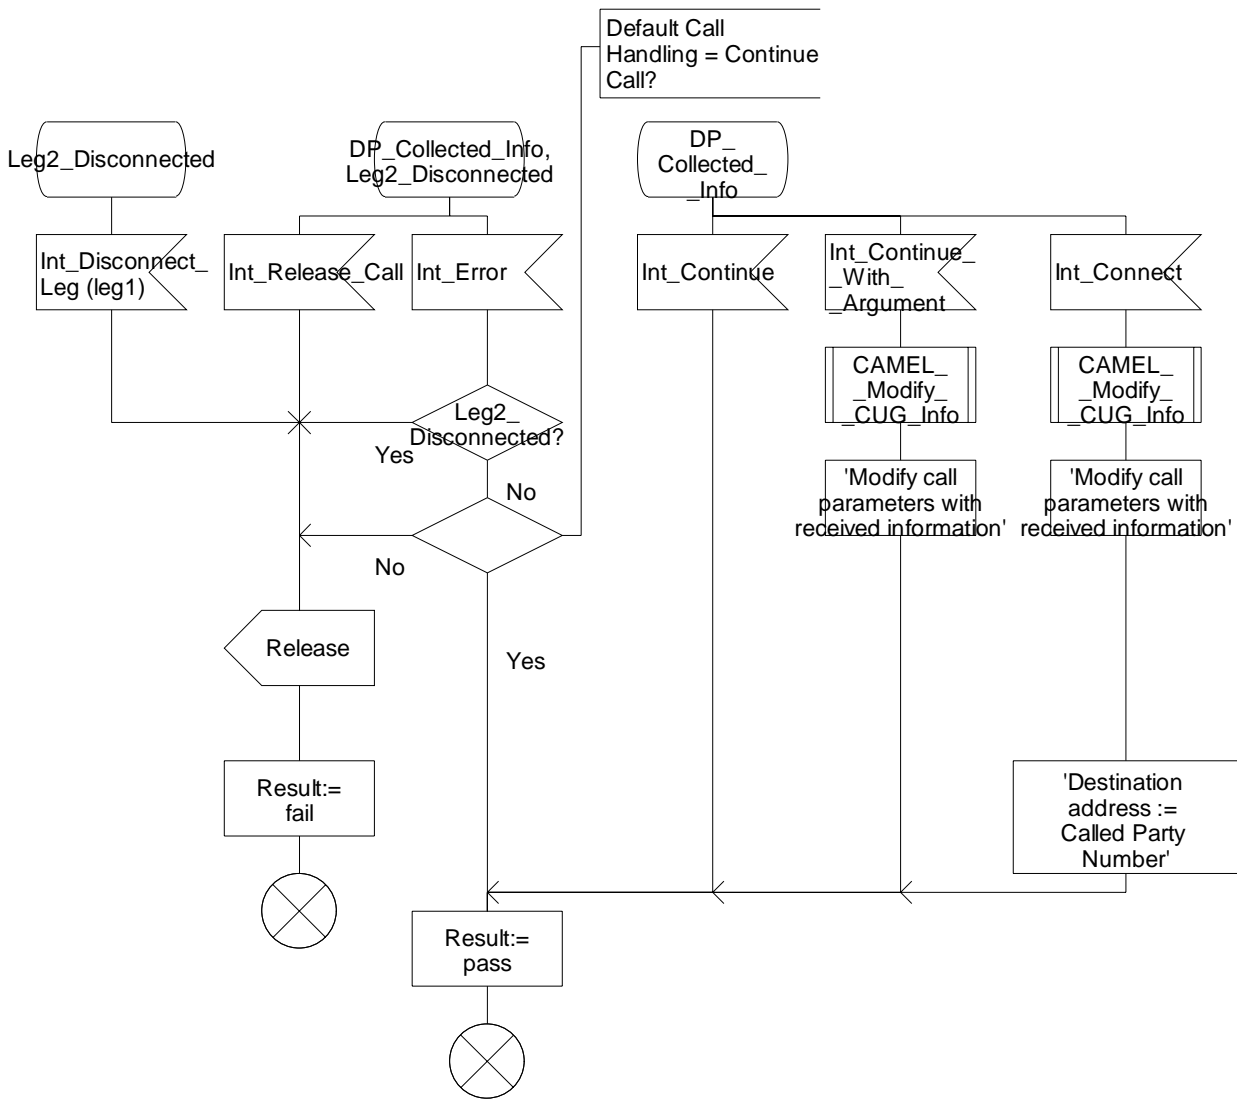 Default Call
Handling = Continue
Call?
Leg2_Disconnected
DP_Collected_Info,
Leg2_Disconnected
DP_
Collected_
_Info
Int_Disconnect_
Leg (leg1)
Int_Release_Call
Int_Error
Int_Continue
Int_Continue_
_With_
_Argument
Int_Connect
CAMEL_
_Modify_
_CUG_Info
CAMEL_
_Modify_
_CUG_Info
Leg2_
Disconnected?
Yes
No
'Modify call
parameters with
received information'
'Modify call
parameters with
received information'
No
Release
Yes
Result:=
fail
'Destination
address :=
Called Party
Number'
Result:=
pass